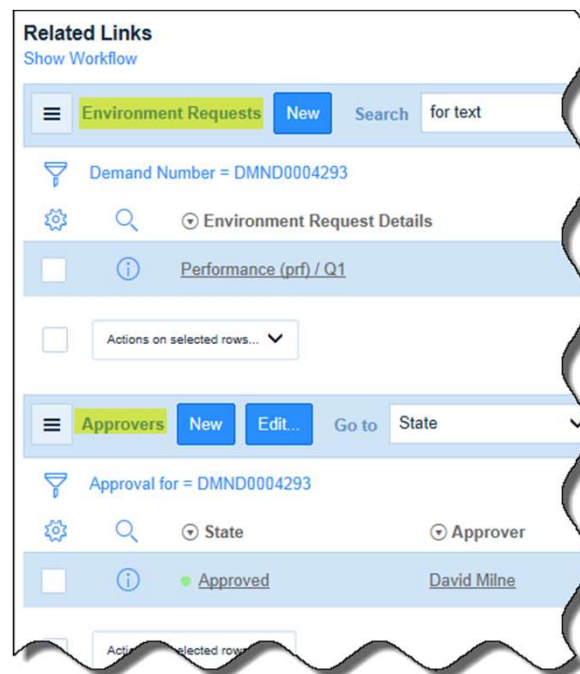 Related Links
Show Workflow
Environment Requests New Search for text
Demand Number = DMND0004293
Environment Request Details
Performance (prf) / Q1
Actions on selected rows...
Approvers New Edit... Go to State
Approval for = DMND0004293
State Approver
Approved David Milne
selected